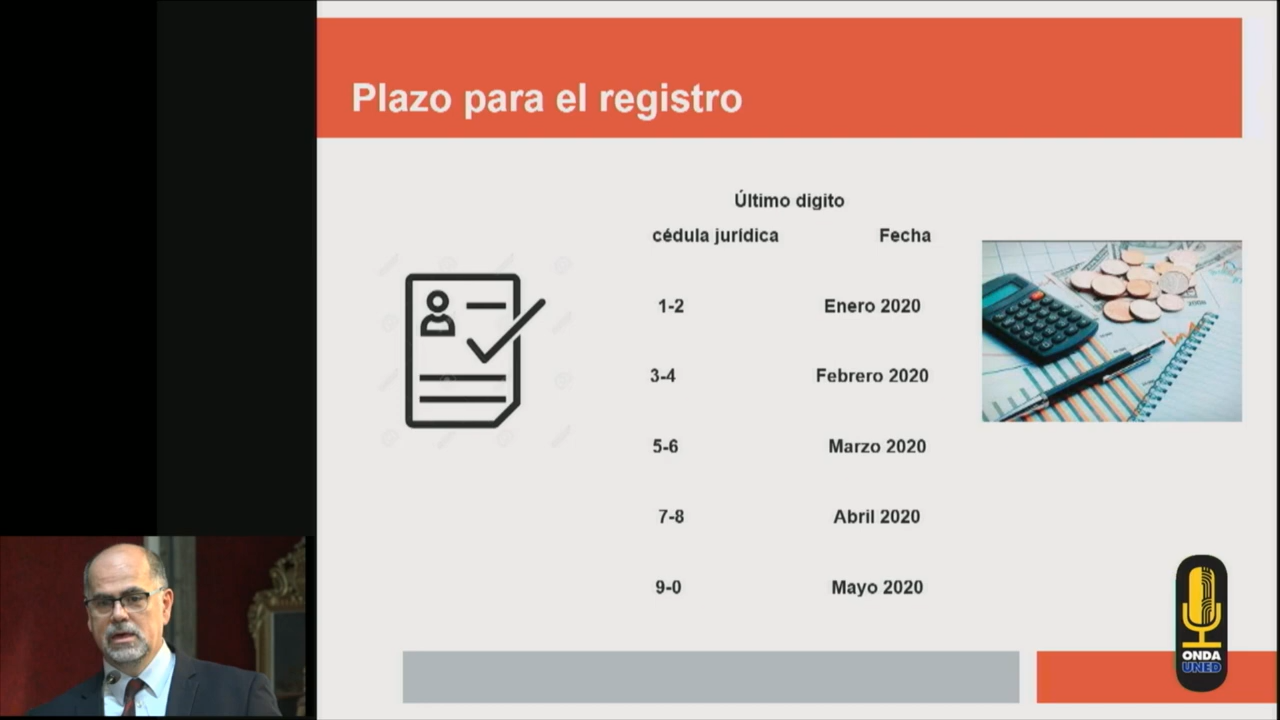 Plazo para el registro
Último digito
cédula jurídica Fecha
1-2 Enero 2020
3-4 Febrero 2020
5-6 Marzo 2020
7-8 Abril 2020
9-0 Mayo 2020
ONDA
UNED